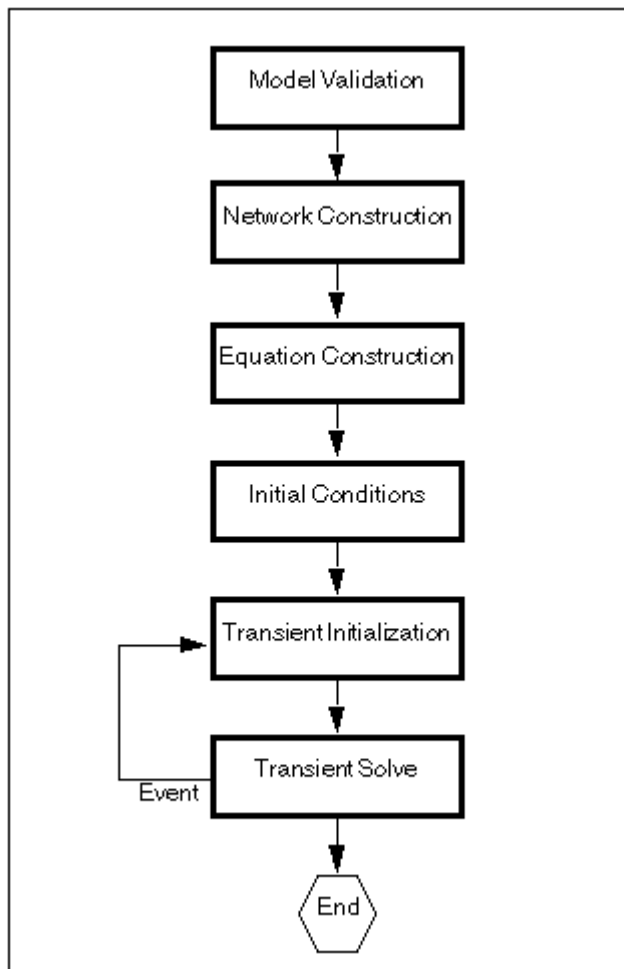 Model Validation
Network Construction
Equation Construction
Initial Conditions
Transient Initialization
Transient Solve
Event
End